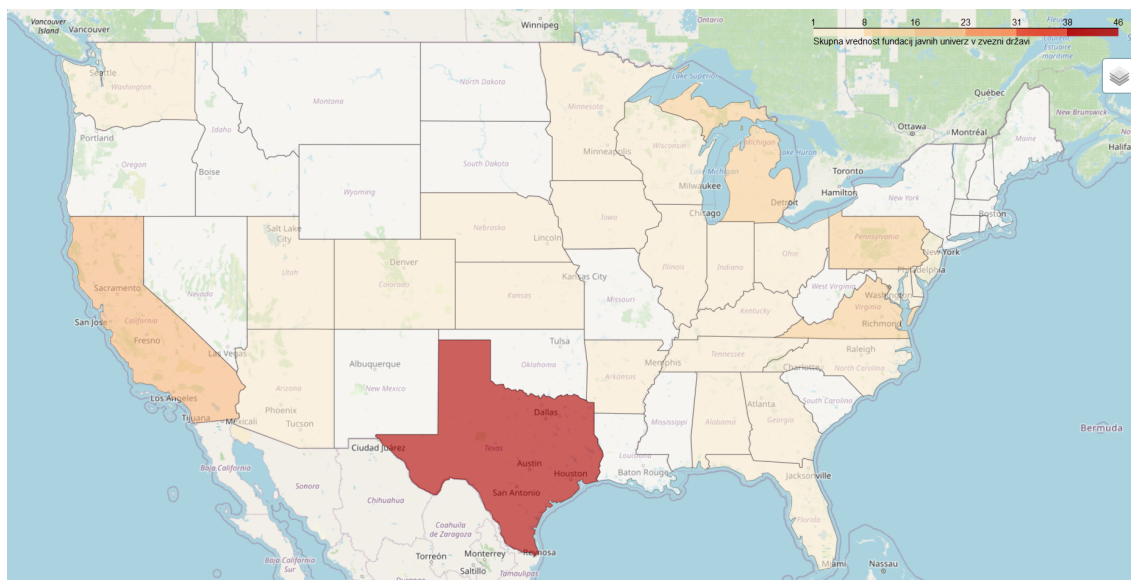 1 8 16 23 31 38 46
Skupna vrednost fundacij javnih univerz v zvezni državi
Vancouver Island
Vancouver
Winnipeg
Ontario
Seattle
Washington
Montana
North Dakota
Minnesota
Lake Superior
Québec
New Brunswick
Portland
Oregon
Idaho
Boise
South Dakota
Minneapolis
Wisconsin
Michigan
Lake Huron
Ottawa
Montréal
Maine
Halifa
Wyoming
Lake Michigan
Milwaukee
Toronto
Hamilton
New York
Detroit
Chicago
Boston
Iowa
Salt Lake City
Nebraska
Lincoln
Pennsylvania
New York
Philadelphia
Sacramento
Nevada
Utah
Denver
Colorado
Kansas
Kansas City
Missouri
Illinois
Indiana
Ohio
West Virginia
Washington
Virginia
Richmond
San Jose
California
Fresno
Las Vegas
Kentucky
Tulsa
Albuquerque
New Mexico
Oklahoma
Arkansas
Memphis
Tennessee
Charlotte
Raleigh
North Carolina
Los Angeles
Tijuana
Mexicali
Arizona
Phoenix
Tucson
Dallas
Mississippi
Alabama
Atlanta
Georgia
South Carolina
Bermuda
Ciudad Juárez
Texas
Austin
Houston
San Antonio
Louisiana
Baton Rouge
Jacksonville
Baja California
Sonora
Chihuahua
Coahuila de Zaragoza
Florida
Miami
Nassau
Baja California Sur
Torreón
Monterrey
Reynosa
Saltillo
Tamaulipas